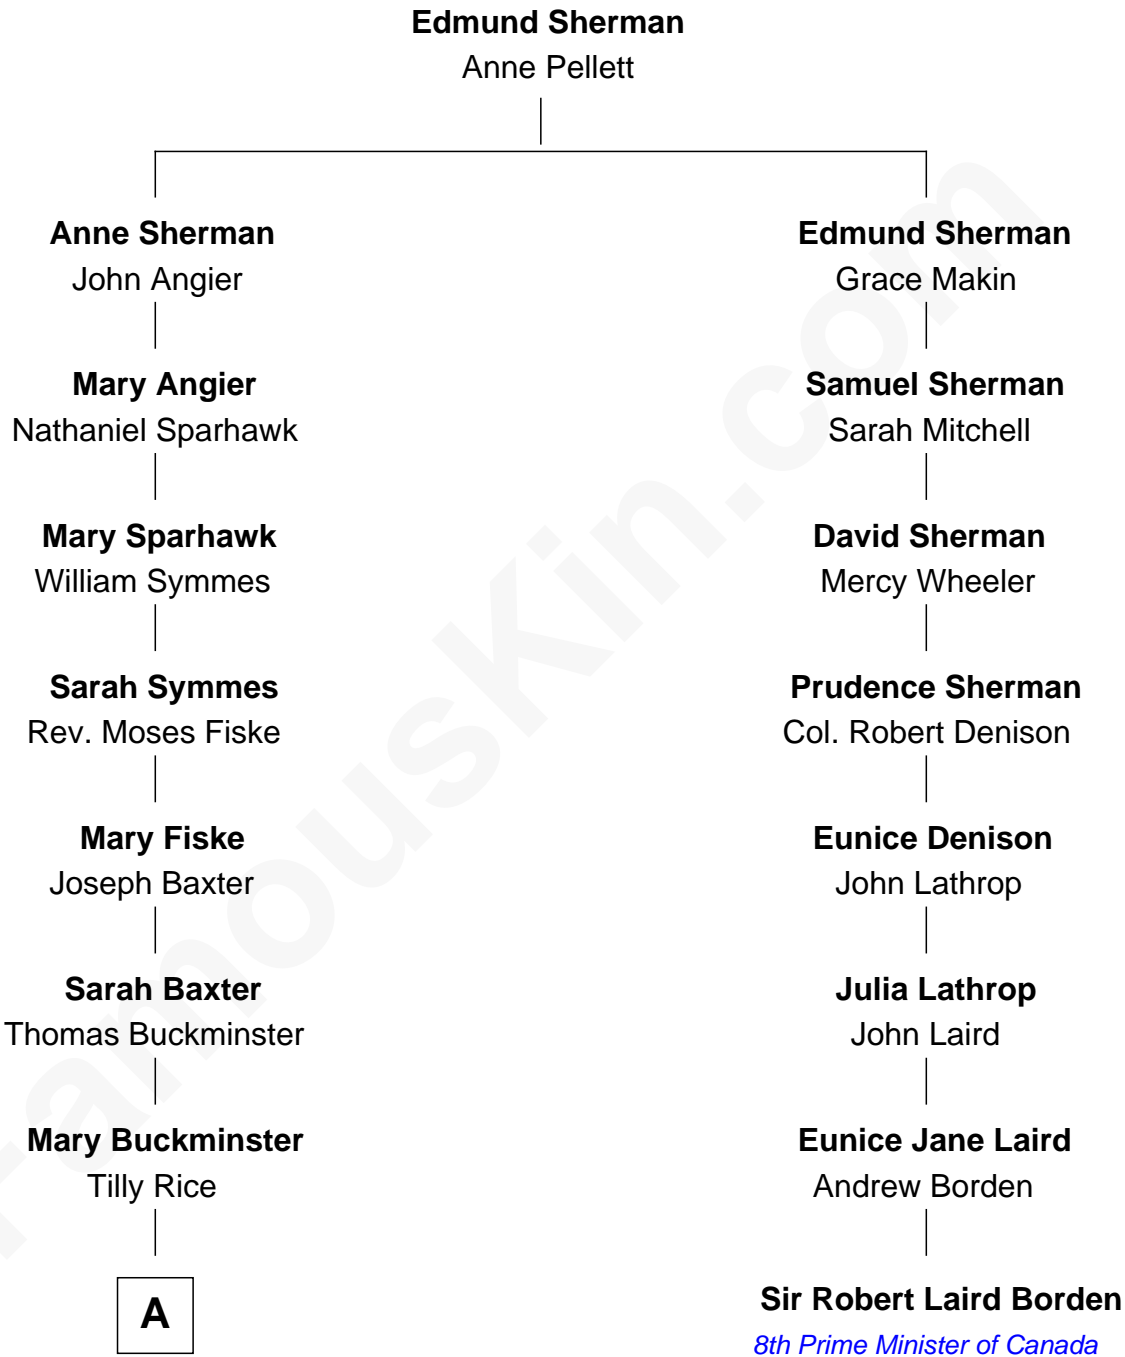 Edmund Sherman
Anne Pellett
Anne Sherman
John Angier
Mary Angier
Nathaniel Sparhawk
Mary Sparhawk
William Symmes
Sarah Symmes
Rev. Moses Fiske
Mary Fiske
Joseph Baxter
Sarah Baxter
Thomas Buckminster
Mary Buckminster
Tilly Rice
A
Edmund Sherman
Grace Makin
Samuel Sherman
Sarah Mitchell
David Sherman
Mercy Wheeler
Prudence Sherman
Col. Robert Denison
Eunice Denison
John Lathrop
Julia Lathrop
John Laird
Eunice Jane Laird
Andrew Borden
Sir Robert Laird Borden
8th Prime Minister of Canada
FamousKin.com